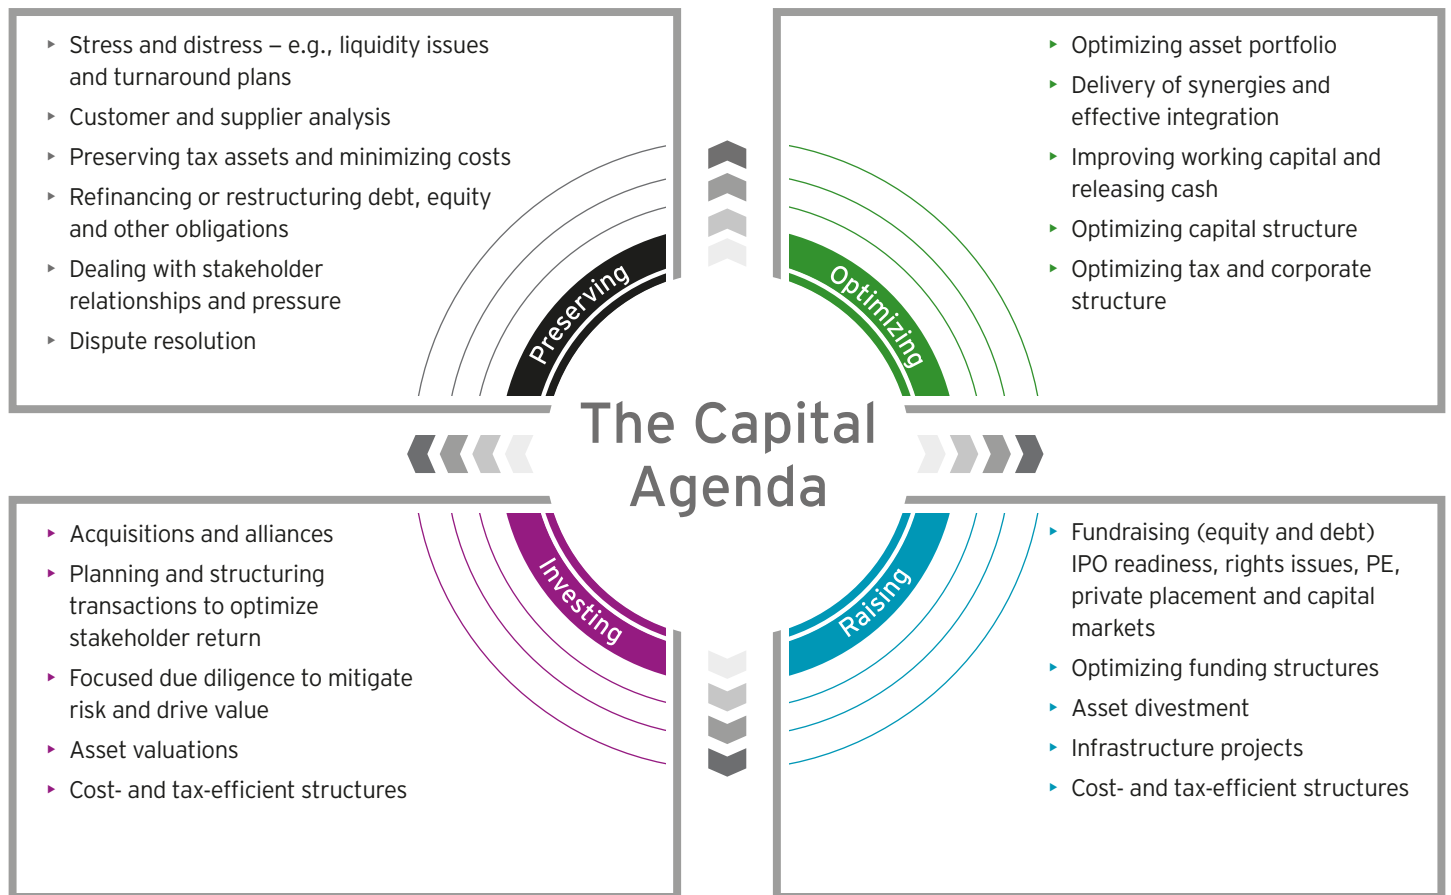 Stress and distress – e.g., liquidity issues
and turnaround plans
Customer and supplier analysis
Preserving tax assets and minimizing costs
Refinancing or restructuring debt, equity
and other obligations
Dealing with stakeholder
relationships and pressure
Dispute resolution
Preserving
Optimizing asset portfolio
Delivery of synergies and
effective integration
Improving working capital and
releasing cash
Optimizing capital structure
Optimizing tax and corporate
structure
Optimizing
The Capital
Agenda
Acquisitions and alliances
Planning and structuring
transactions to optimize
stakeholder return
Focused due diligence to mitigate
risk and drive value
Asset valuations
Cost- and tax-efficient structures
Investing
Fundraising (equity and debt)
IPO readiness, rights issues, PE,
private placement and capital
markets
Optimizing funding structures
Asset divestment
Infrastructure projects
Cost- and tax-efficient structures
Raising